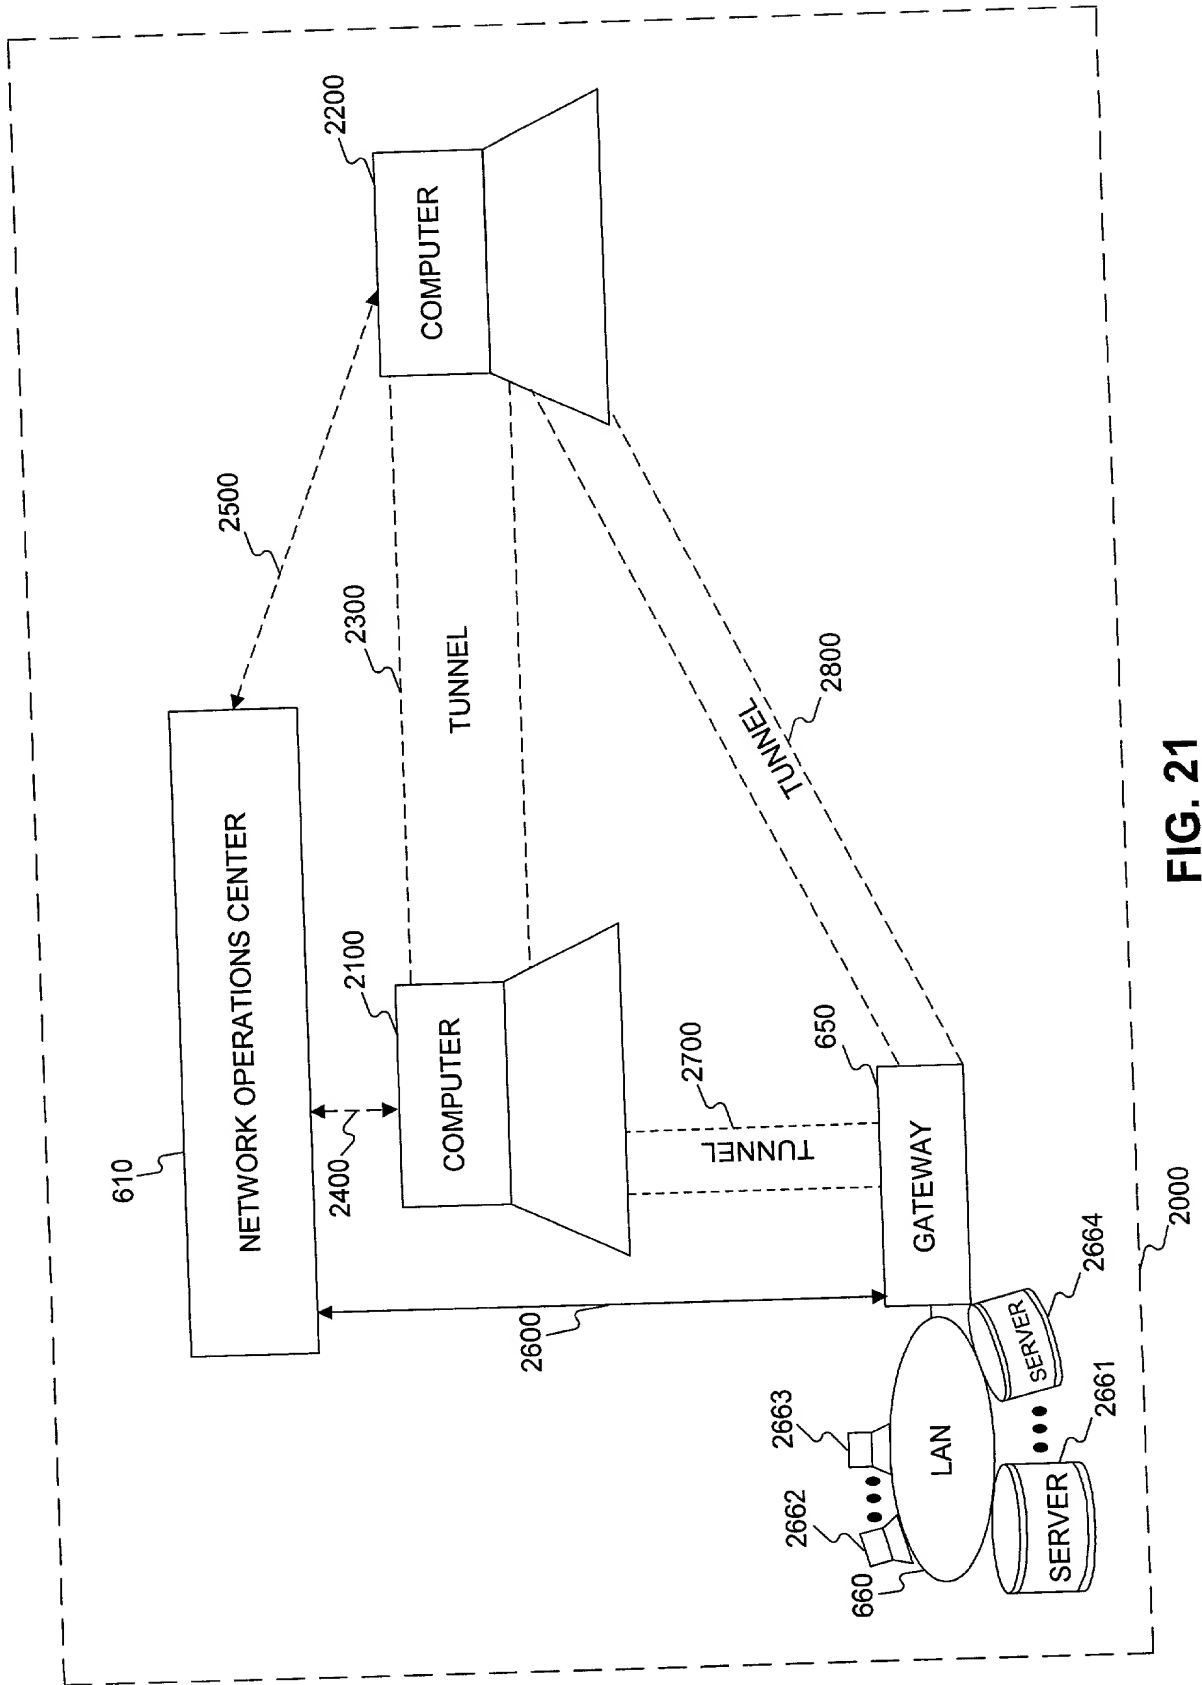 610
NETWORK OPERATIONS CENTER
2500
2200
COMPUTER
2400
2100
COMPUTER
2300
TUNNEL
2600
2700
TUNNEL
TUNNEL
2800
650
GATEWAY
2663
2662
660
LAN
SERVER
2664
SERVER
2661
2000
FIG. 21